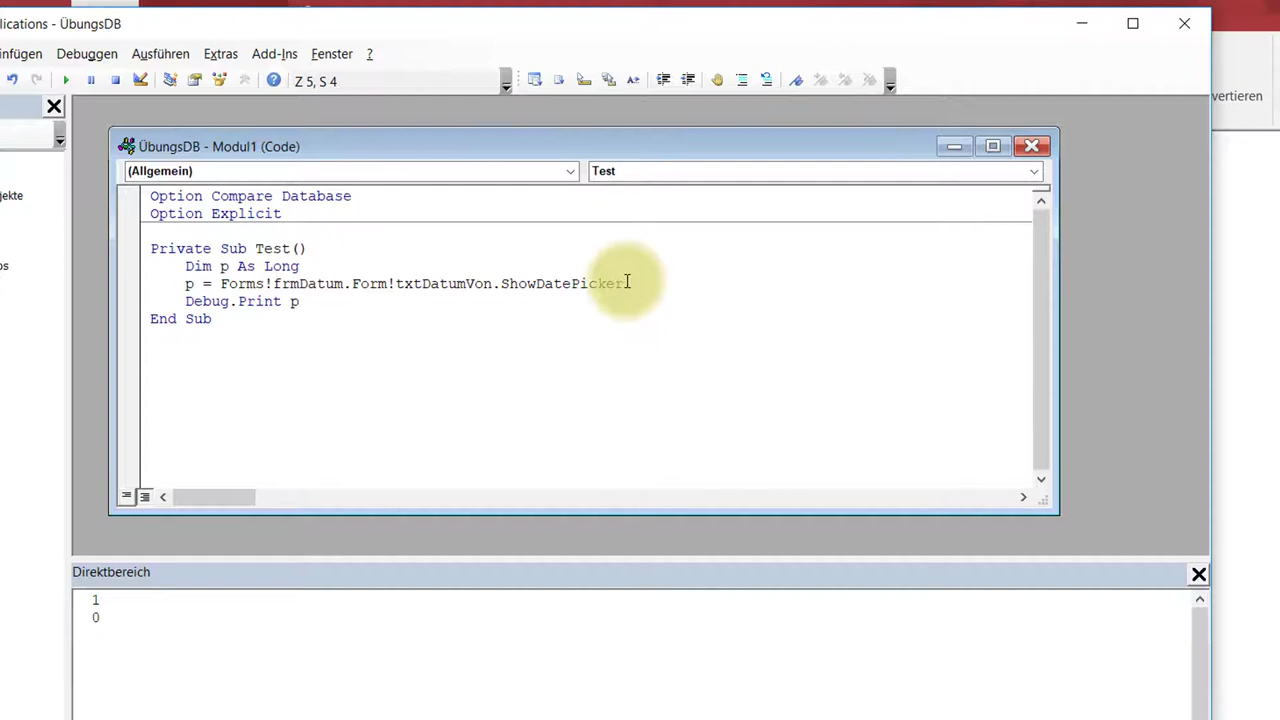 lications - ÜbungsDB
infügen Debuggen Ausführen Extras Add-Ins Fenster ?
Z 5, S 4
vertieren
ÜbungsDB - Modul1 (Code)
(Allgemein) Test
jekte
os
Option Compare Database
Option Explicit
Private Sub Test()
Dim p As Long
p = Forms!frmDatum.Form!txtDatumVon.ShowDatePicker
Debug.Print p
End Sub
Direktbereich
1
0